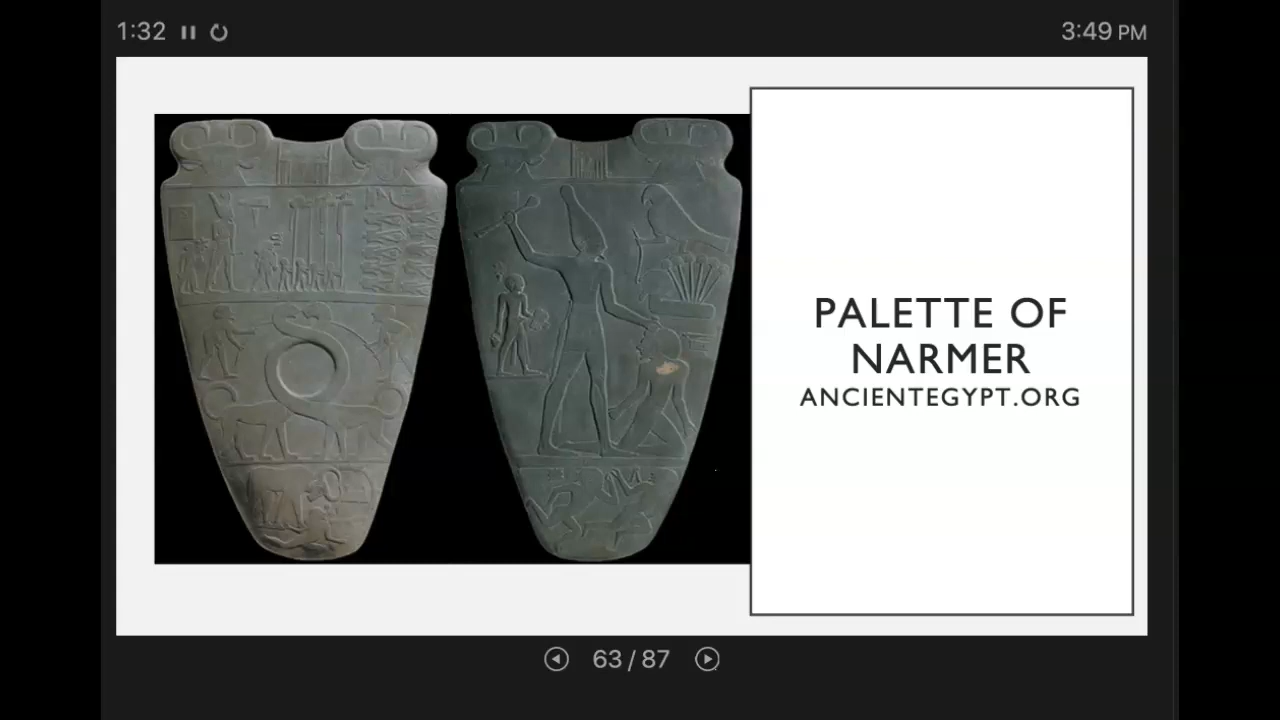 1:32
3:49 PM
PALETTE OF
NARMER
ANCIENTEGYPT.ORG
63/87